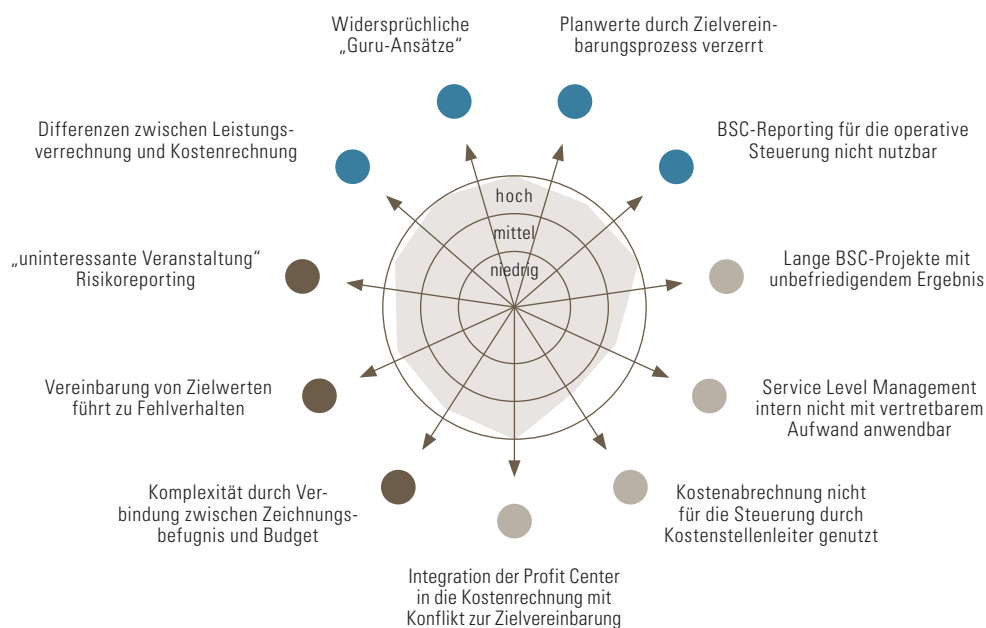 Widersprüchliche
„Guru-Ansätze“
Planwerte durch Zielverein-
barungsprozess verzerrt
Differenzen zwischen Leistungs-
verrechnung und Kostenrechnung
BSC-Reporting für die operative
Steuerung nicht nutzbar
hoch
mittel
niedrig
„uninteressante Veranstaltung“
Risikoreporting
Lange BSC-Projekte mit
unbefriedigendem Ergebnis
Vereinbarung von Zielwerten
führt zu Fehlverhalten
Service Level Management
intern nicht mit vertretbarem
Aufwand anwendbar
Komplexität durch Ver-
bindung zwischen Zeichnungs-
befugnis und Budget
Kostenabrechnung nicht
für die Steuerung durch
Kostenstellenleiter genutzt
Integration der Profit Center
in die Kostenrechnung mit
Konflikt zur Zielvereinbarung